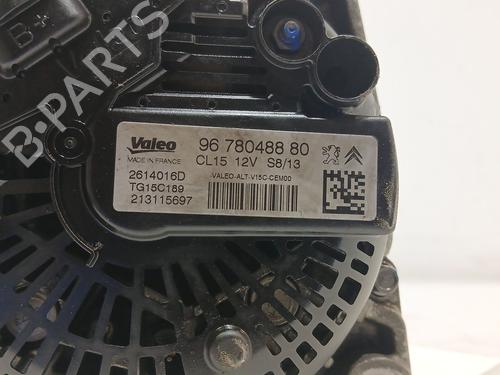 B+
B-PARTS
Valeo
MADE IN FRANCE
96 780488 80
CL15 12V S8/13
2614016D
VALEO-ALT-V15C-CEM00
TG15C189
213115697